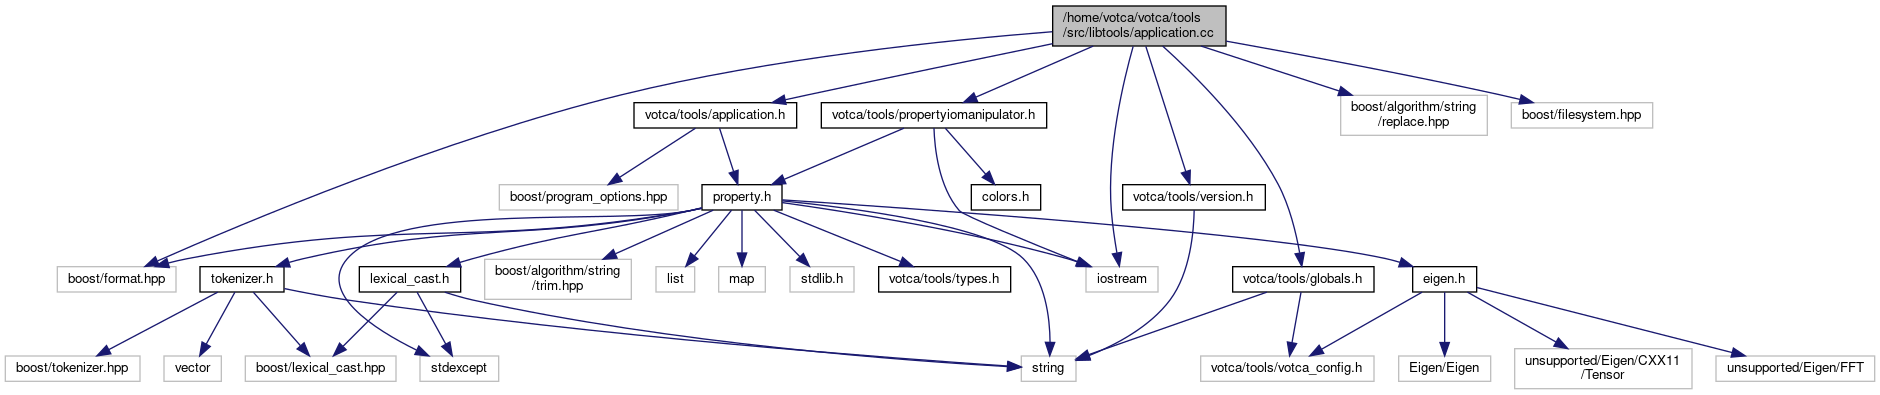 /home/votca/votca/tools
/src/libtools/application.cc
votca/tools/application.h
votca/tools/propertyiomanipulator.h
boost/algorithm/string
/replace.hpp
boost/filesystem.hpp
boost/program_options.hpp
property.h
colors.h
votca/tools/version.h
boost/format.hpp
tokenizer.h
lexical_cast.h
boost/algorithm/string
/trim.hpp
list
map
stdlib.h
votca/tools/types.h
iostream
votca/tools/globals.h
eigen.h
boost/tokenizer.hpp
vector
boost/lexical_cast.hpp
stdexcept
string
votca/tools/votca_config.h
Eigen/Eigen
unsupported/Eigen/CXX11
/Tensor
unsupported/Eigen/FFT